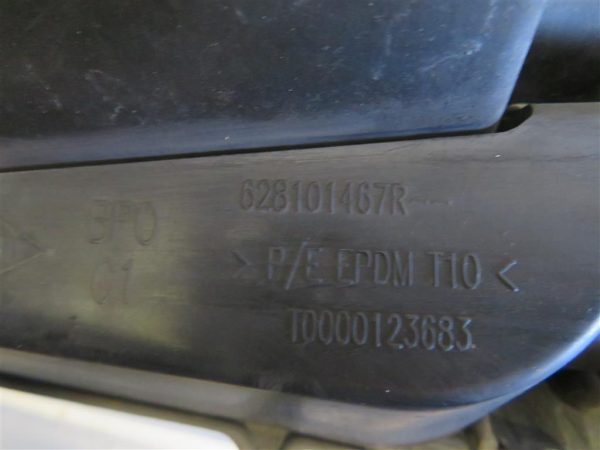 628101467R--
3PO
C1
> P/E EPDM T10 <
T0000123683